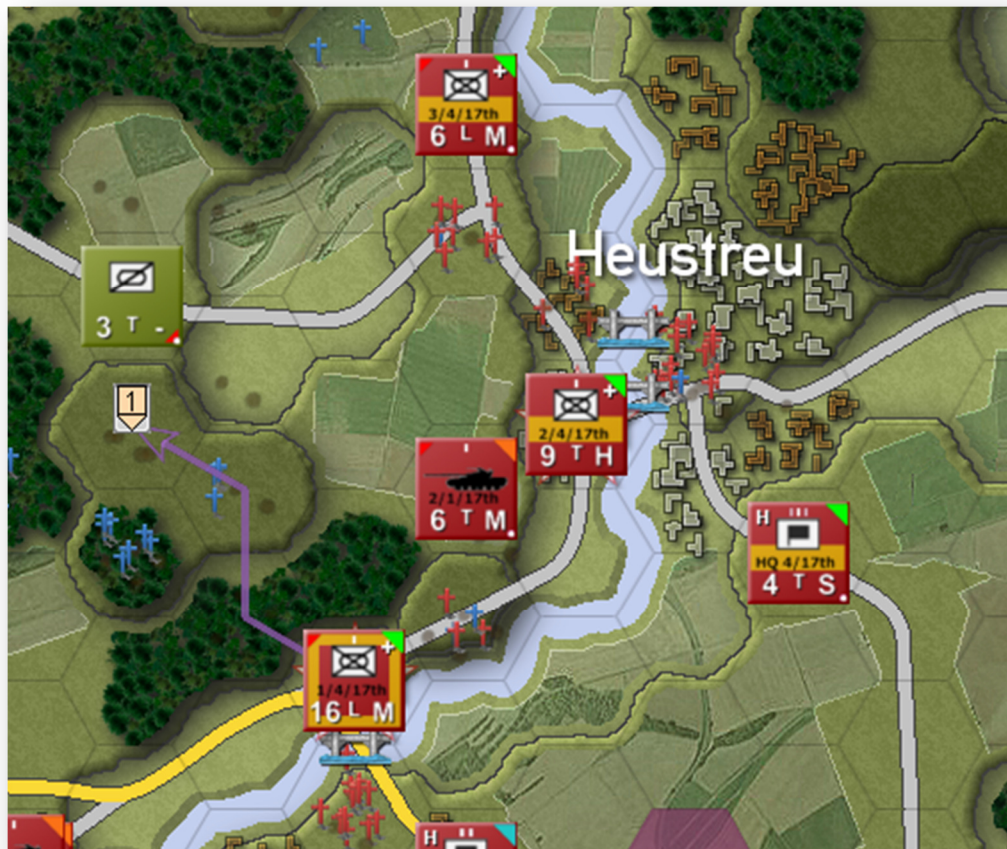 3/4/17th
6 L M
Heustreu
3 T -
1
2/4/17th
9 T H
2/1/17th
6 T M
H
HQ 4/17th
4 T S
1/4/17th
16 L M
H